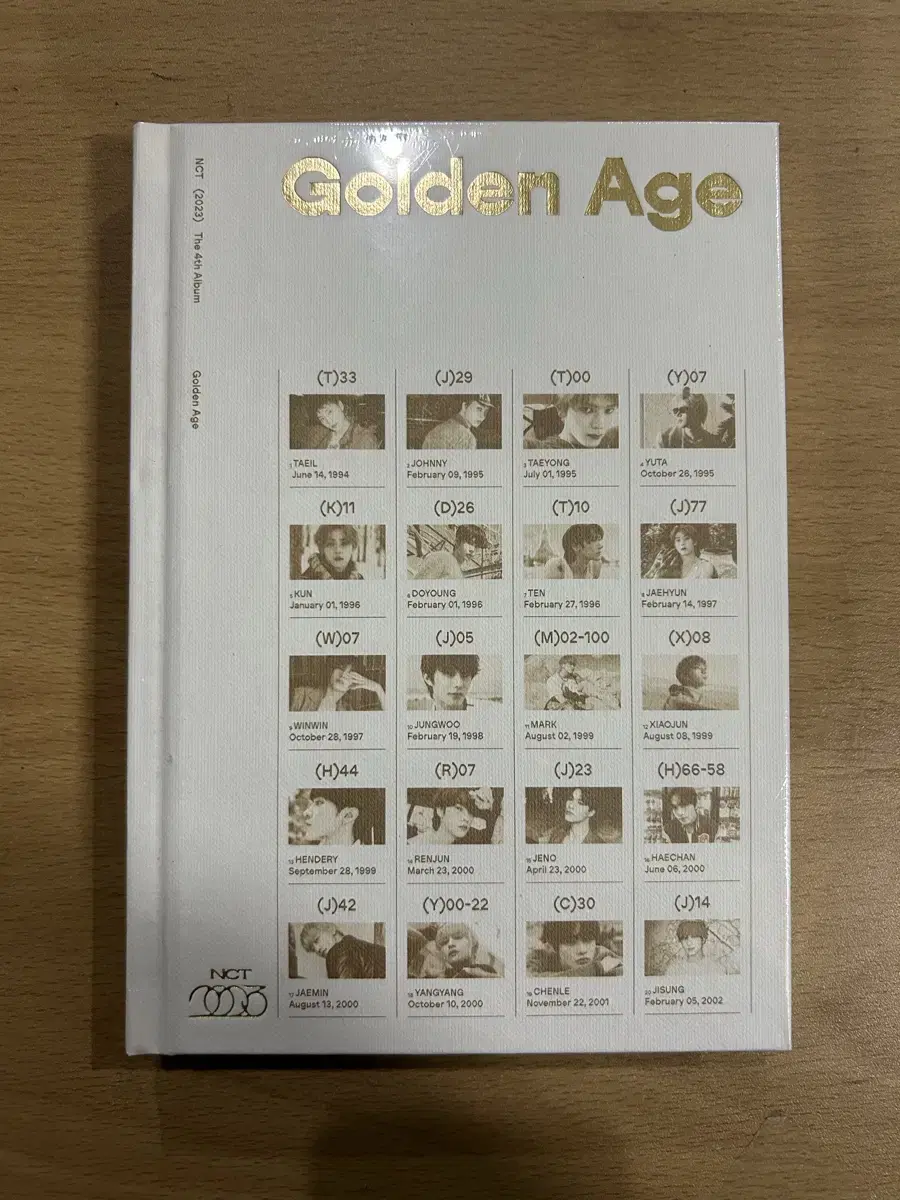 Golden Age
NCT (2023) The 4th Album
Golden Age
(T)33
1 TAEIL
June 14, 1994
(J)29
2 JOHNNY
February 09, 1995
(T)00
3 TAEYONG
July 01, 1995
(Y)07
4 YUTA
October 26, 1995
(K)11
5 KUN
January 01, 1996
(D)26
6 DOYOUNG
February 01, 1996
(T)10
7 TEN
February 27, 1996
(J)77
8 JAEHYUN
February 14, 1997
(W)07
9 WINWIN
October 28, 1997
(J)05
10 JUNGWOO
February 19, 1998
(M)02-100
11 MARK
August 02, 1999
(X)08
12 XIAOJUN
August 08, 1999
(H)44
13 HENDERY
September 28, 1999
(R)07
14 RENJUN
March 23, 2000
(J)23
15 JENO
April 23, 2000
(H)66-58
16 HAECHAN
June 06, 2000
(J)42
17 JAEMIN
August 13, 2000
(Y)00-22
18 YANGYANG
October 10, 2000
(C)30
19 CHENLE
November 22, 2001
(J)14
20 JISUNG
February 05, 2002
NCT
2023